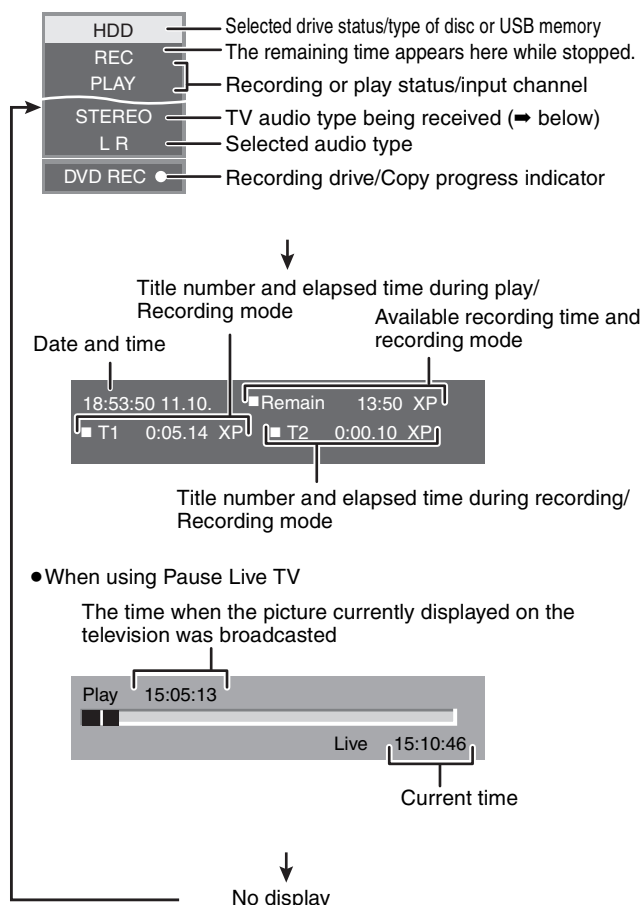 HDD
Selected drive status/type of disc or USB memory
REC
The remaining time appears here while stopped.
PLAY
Recording or play status/input channel
STEREO
TV audio type being received (➡ below)
L R
Selected audio type
DVD REC ●
Recording drive/Copy progress indicator
Title number and elapsed time during play/
Recording mode
Available recording time and
recording mode
Date and time
18:53:50 11.10.
■Remain 13:50 XP
■ T1 0:05.14 XP
■ T2 0:00.10 XP
Title number and elapsed time during recording/
Recording mode
●When using Pause Live TV
The time when the picture currently displayed on the
television was broadcasted
Play 15:05:13
Live 15:10:46
Current time
No display